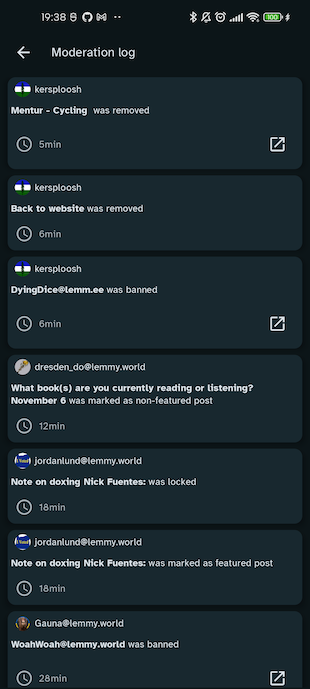 19:38
Moderation log
kersploosh
Mentur - Cycling was removed
5min
kersploosh
Back to website was removed
6min
kersploosh
DyingDice@lemm.ee was banned
6min
dresden_do@lemmy.world
What book(s) are you currently reading or listening?
November 6 was marked as non-featured post
12min
jordanlund@lemmy.world
Note on doxing Nick Fuentes: was locked
18min
jordanlund@lemmy.world
Note on doxing Nick Fuentes: was marked as featured post
18min
Gauna@lemmy.world
WoahWoah@lemmy.world was banned
28min